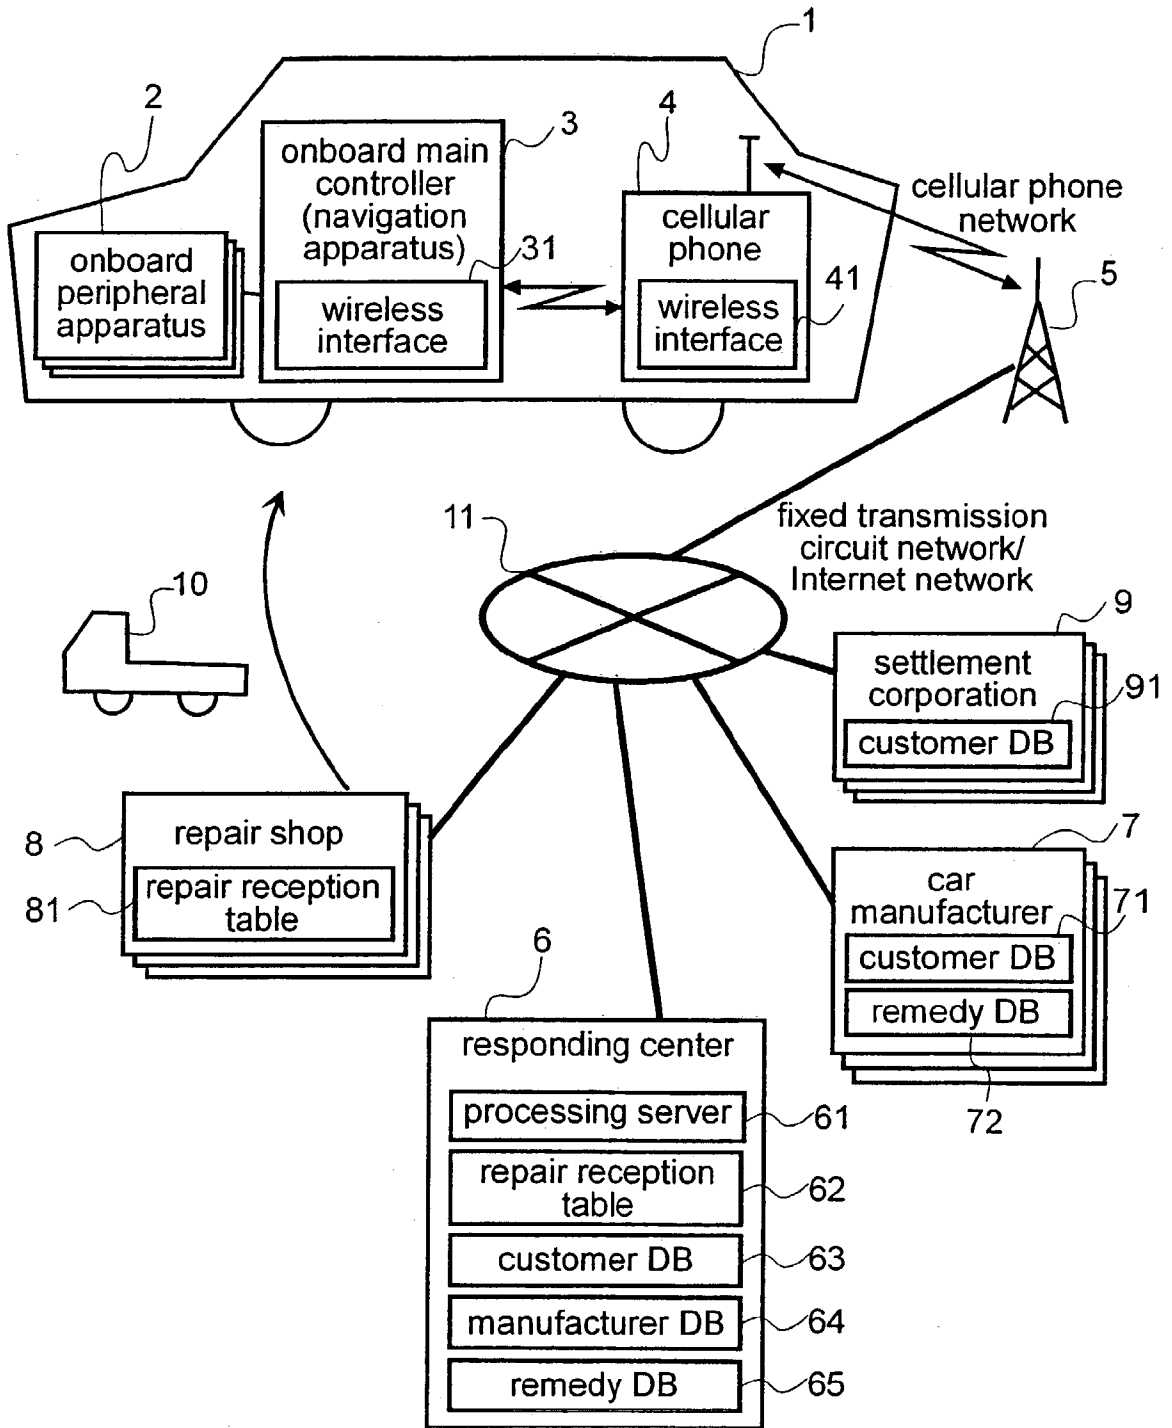 1
2
3
4
onboard main
controller
(navigation
apparatus)
31
wireless
interface
onboard
peripheral
apparatus
cellular
phone
41
wireless
interface
cellular phone
network
5
11
fixed transmission
circuit network/
Internet network
10
9
settlement
corporation
91
customer DB
8
repair shop
81
repair reception
table
7
car
manufacturer
71
customer DB
remedy DB
72
6
responding center
processing server
61
repair reception
table
62
customer DB
63
manufacturer DB
64
remedy DB
65